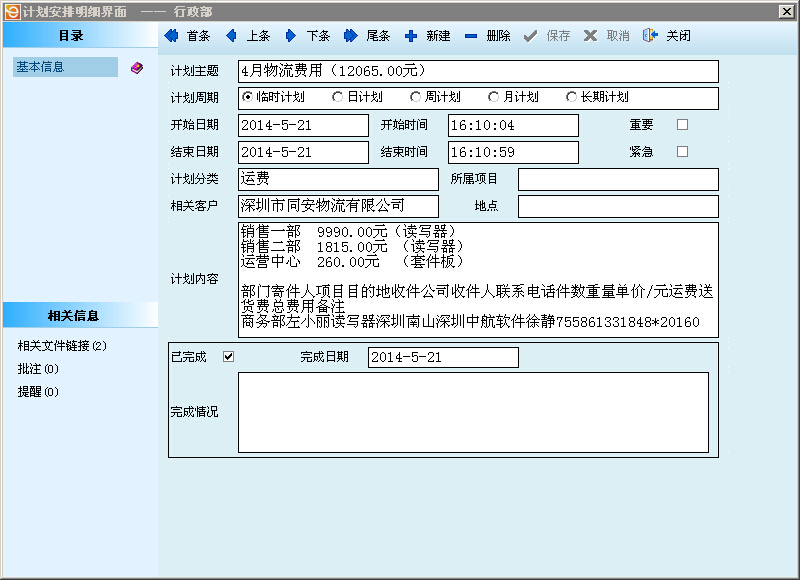 计划安排明细界面 —— 行政部
目录
首条 上条 下条 尾条 新建 删除 保存 取消 关闭
基本信息
计划主题 4月物流费用（12065.00元）
计划周期 临时计划 日计划 周计划 月计划 长期计划
开始日期 2014-5-21 开始时间 16:10:04 重要
结束日期 2014-5-21 结束时间 16:10:59 紧急
计划分类 运费 所属项目
相关客户 深圳市同安物流有限公司 地点
计划内容
销售一部 9990.00元（读写器）
销售二部 1815.00元 （读写器）
运营中心 260.00元 （套件板）
部门寄件人项目目的地收件公司收件人联系电话件数重量单价/元运费送
货费总费用备注
商务部左小丽读写器深圳南山深圳中航软件徐静755861331848*20160
相关信息
相关文件链接(2)
批注(0)
提醒(0)
已完成 完成日期 2014-5-21
完成情况